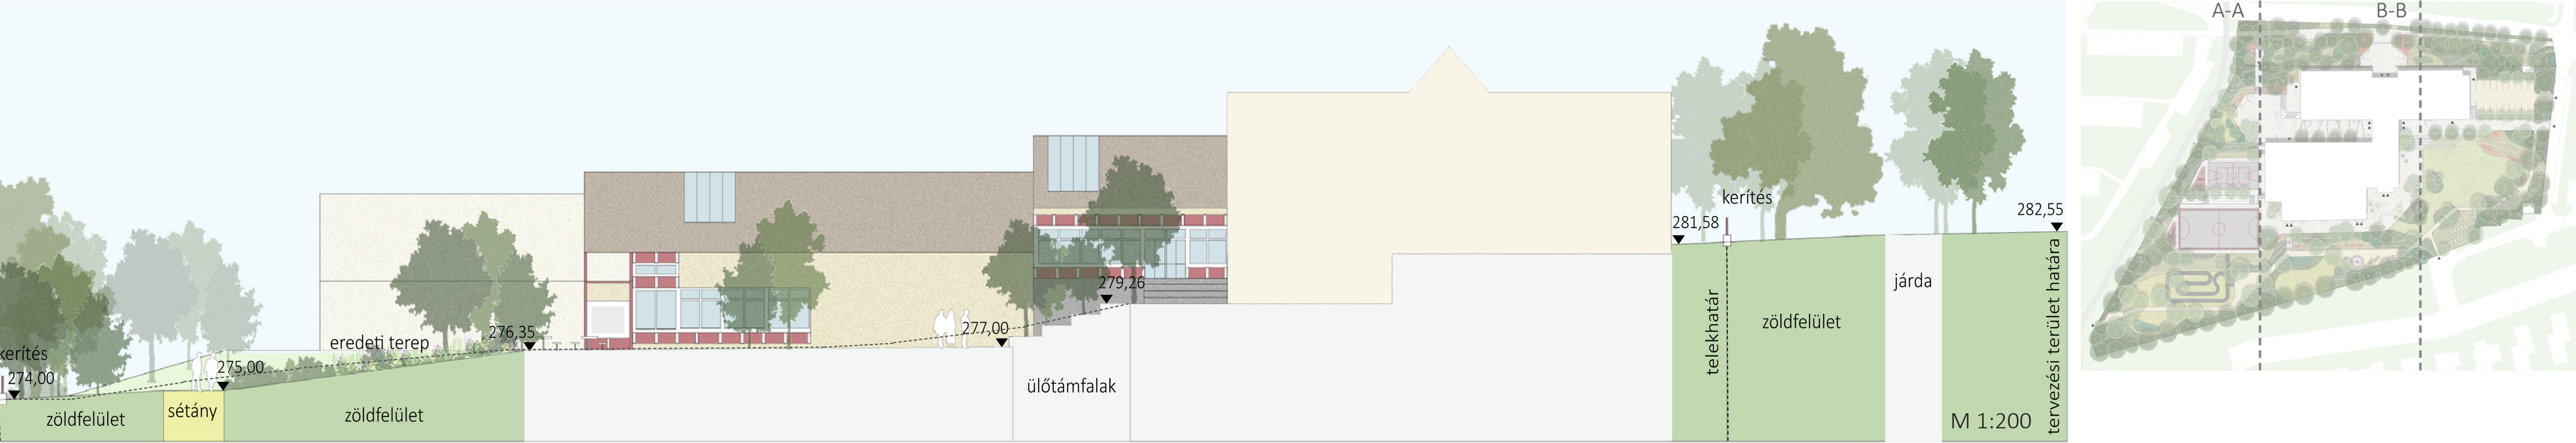 kerítés
274,00
zöldfelület
sétány
275,00
eredeti terep
zöldfelület
276,35
277,00
ülőtámfalak
279,26
281,58
kerítés
telekhatár
zöldfelület
járda
282,55
tervezési terület határa
M 1:200
A-A
B-B